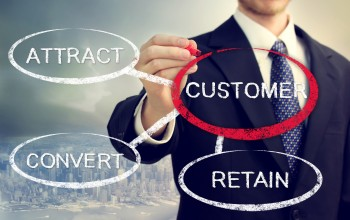 ATTRACT
CUSTOMER
CONVERT
RETAIN